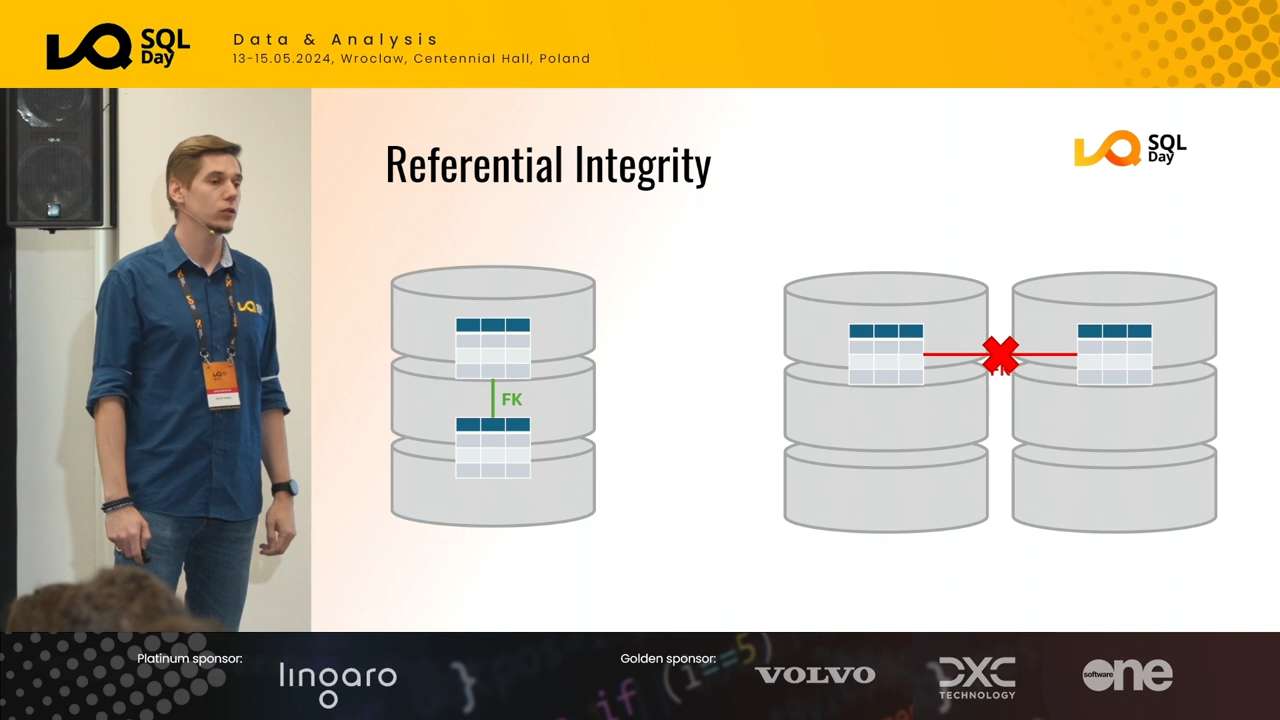 SQL
Day
Data & Analysis
13-15.05.2024, Wroclaw, Centennial Hall, Poland
Referential Integrity
SQL
Day
FK
Platinum sponsor:
lingaro
Golden sponsor:
VOLVO
DXC
TECHNOLOGY
software
one